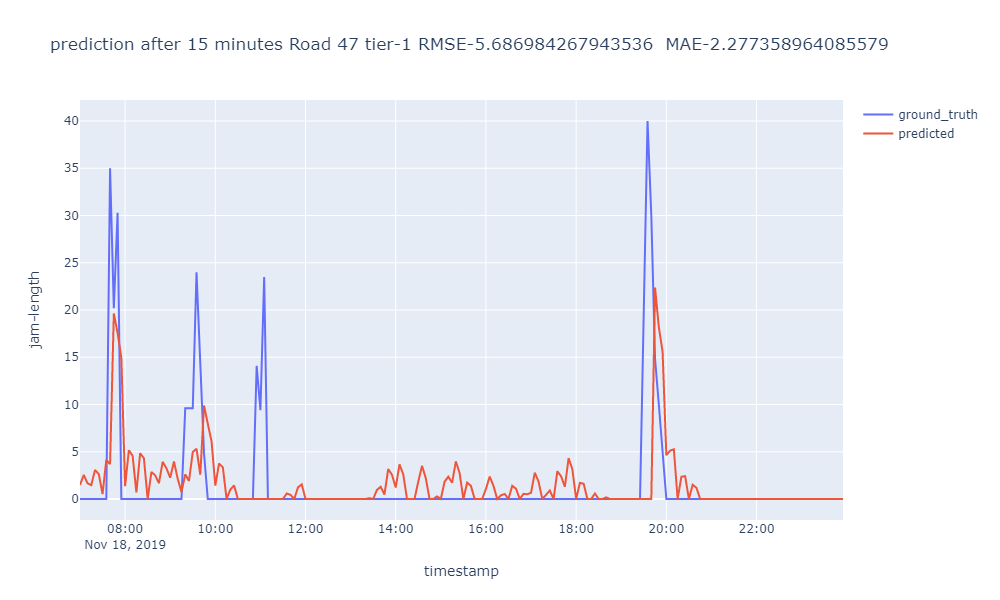 prediction after 15 minutes Road 47 tier-1 RMSE-5.686984267943536  MAE-2.277358964085579
ground_truth
predicted
40
35
30
25
20
15
10
5
0
jam-length
08:00
10:00
12:00
14:00
16:00
18:00
20:00
22:00
Nov 18, 2019
timestamp